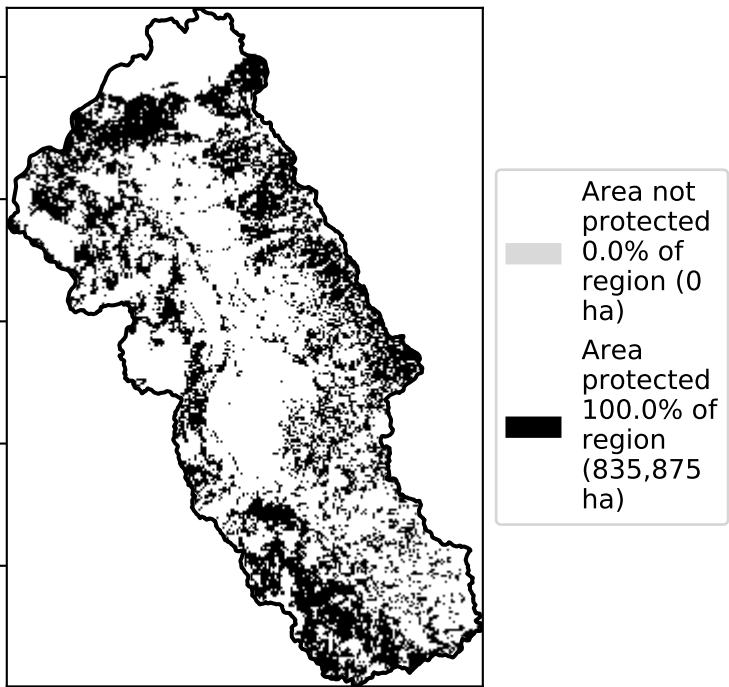 Area not
protected
0.0% of
region (0
ha)
Area
protected
100.0% of
region
(835,875
ha)